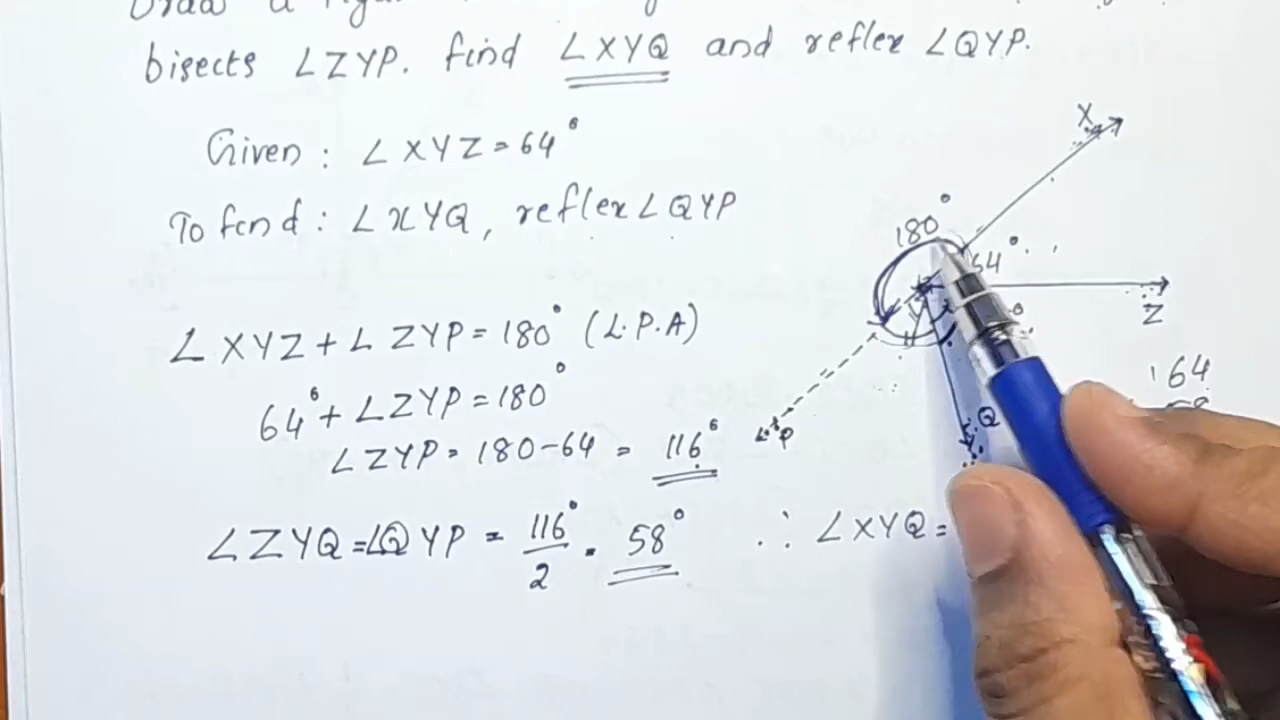 Draw a
bisects ∠ZYP. find ∠XYQ and reflex ∠QYP.
Given : ∠XYZ = 64°
To find : ∠XYQ, reflex ∠QYP
∠XYZ + ∠ZYP = 180° (L.P.A)
64° + ∠ZYP = 180°
∠ZYP = 180 - 64 = 116°
∠ZYQ = ∠QYP = 116°/2 = 58° ∴ ∠XYQ =
X
180°
64°
Z
Q
P
164